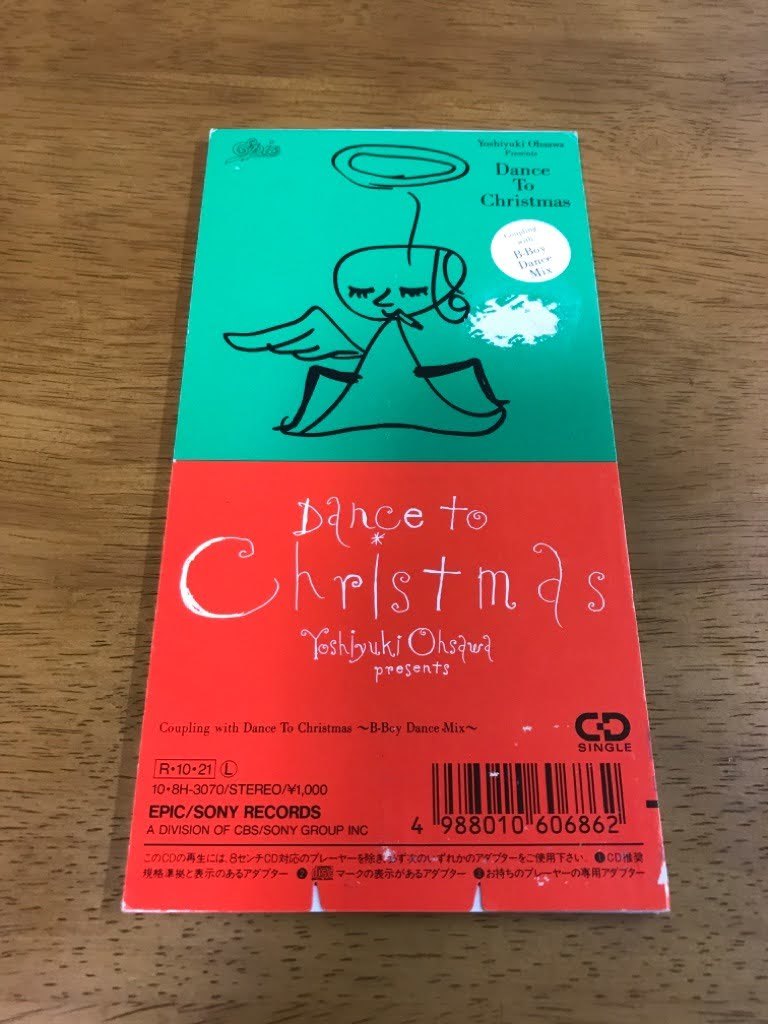 Epic
Yoshiyuki Ohsawa
Presents
Dance
To
Christmas
Coupling
with
B-Boy
Dance
Mix
Dance to
Christmas
Yoshiyuki Ohsawa
presents
Coupling with Dance To Christmas 〜B-Boy Dance Mix〜
CD
SINGLE
R・10・21 Ⓛ
10・8H-3070/STEREO/¥1,000
EPIC/SONY RECORDS
A DIVISION OF CBS/SONY GROUP INC
4 988010 606862
このCDの再生には、8センチCD対応のプレーヤーを除き必ず次のいずれかのアダプターをご使用下さい。❶CD推奨
規格準拠と表示のあるアダプター ❷マークの表示があるアダプター ❸お持ちのプレーヤーの専用アダプター